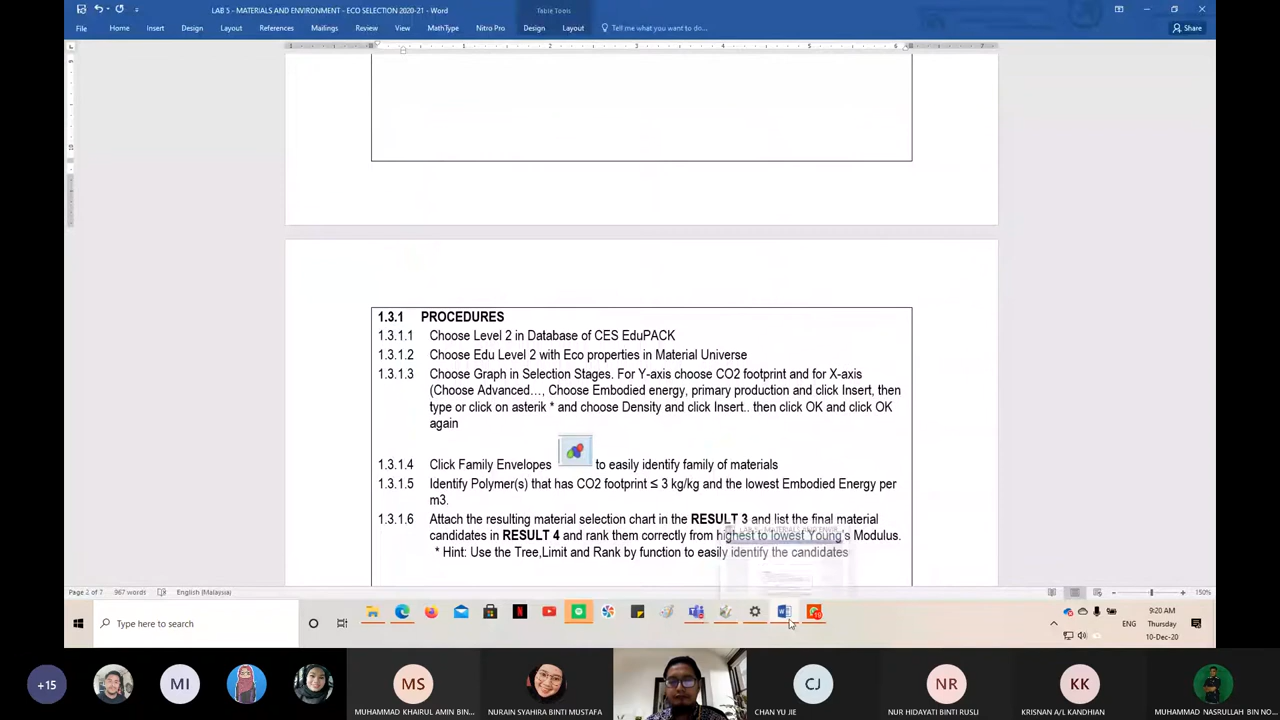 LAB 5 - MATERIALS AND ENVIRONMENT - ECO SELECTION 2020-21 - Word
Table Tools
File Home Insert Design Layout References Mailings Review View MathType Nitro Pro Design Layout Tell me what you want to do... Share
1.3.1 PROCEDURES
1.3.1.1 Choose Level 2 in Database of CES EduPACK
1.3.1.2 Choose Edu Level 2 with Eco properties in Material Universe
1.3.1.3 Choose Graph in Selection Stages. For Y-axis choose CO2 footprint and for X-axis
(Choose Advanced…, Choose Embodied energy, primary production and click Insert, then
type or click on asterik * and choose Density and click Insert.. then click OK and click OK
again
1.3.1.4 Click Family Envelopes to easily identify family of materials
1.3.1.5 Identify Polymer(s) that has CO2 footprint ≤ 3 kg/kg and the lowest Embodied Energy per
m3.
1.3.1.6 Attach the resulting material selection chart in the RESULT 3 and list the final material
candidates in RESULT 4 and rank them correctly from highest to lowest Young's Modulus.
* Hint: Use the Tree,Limit and Rank by function to easily identify the candidates
Page 2 of 7 967 words English (Malaysia) 150%
Type here to search
ENG
9:20 AM
Thursday
10-Dec-20
+15 MI MS CJ NR KK
MUHAMMAD KHAIRUL AMIN BIN... NURAIN SYAHIRA BINTI MUSTAFA CHAN YU JIE NUR HIDAYATI BINTI RUSLI KRISNAN A/L KANDHIAN MUHAMMAD NASRULLAH BIN NO...